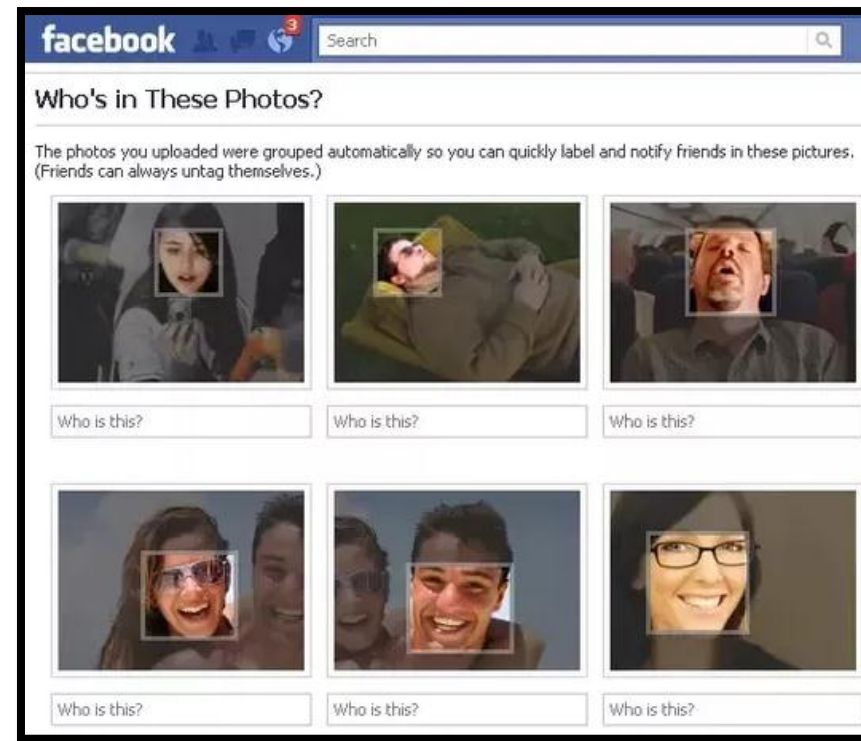 facebook
3
Search
Who's in These Photos?
The photos you uploaded were grouped automatically so you can quickly label and notify friends in these pictures.
(Friends can always untag themselves.)
Who is this?
Who is this?
Who is this?
Who is this?
Who is this?
Who is this?